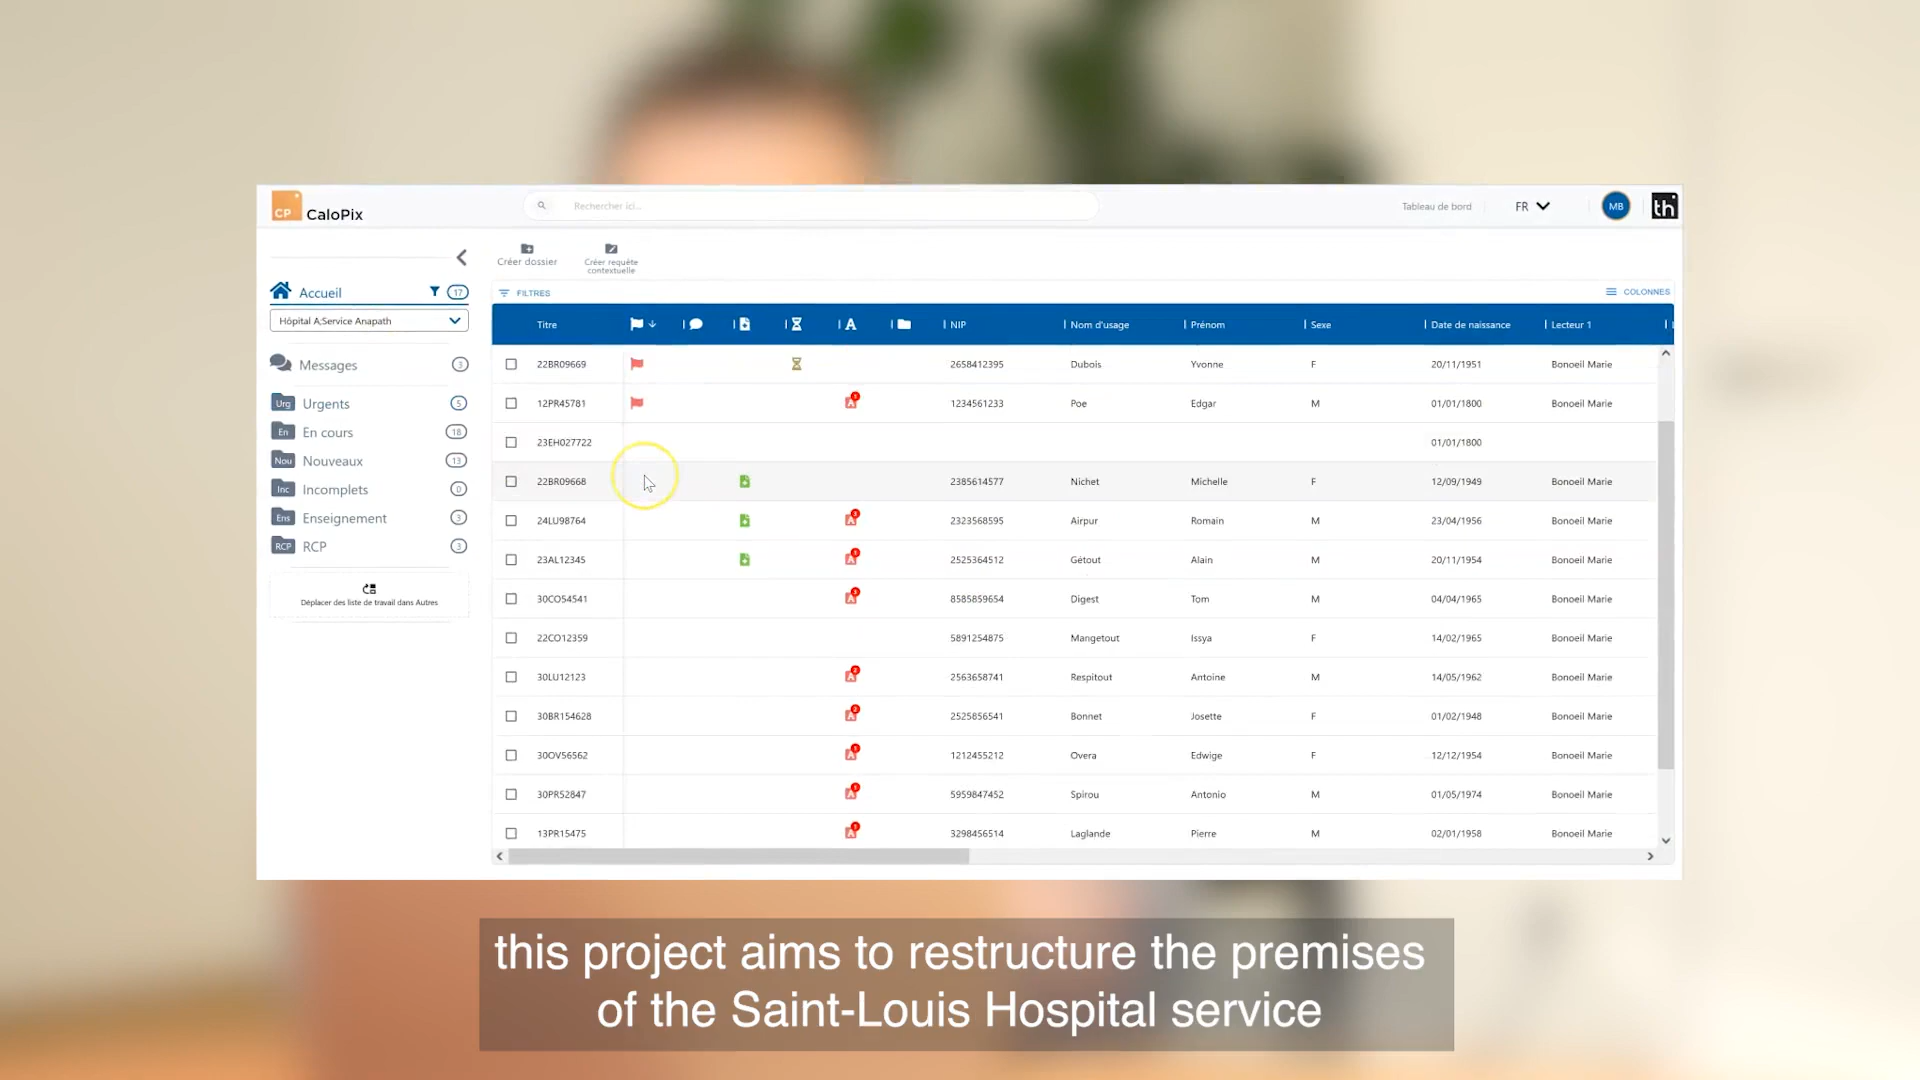 CP CaloPix
Rechercher ici...
Tableau de bord
FR
MB
th
Créer dossier
Créer requête
contextuelle
Accueil 17
FILTRES
COLONNES
Hôpital A;Service Anapath
Messages 3
Urg Urgents 5
En En cours 18
Nou Nouveaux 13
Inc Incomplets 0
Ens Enseignement 3
RCP RCP 3
Déplacer des liste de travail dans Autres
Titre A NIP Nom d'usage Prénom Sexe Date de naissance Lecteur 1
22BR09669 2658412395 Dubois Yvonne F 20/11/1951 Bonoeil Marie
12PR45781 A 1234561233 Poe Edgar M 01/01/1800 Bonoeil Marie
23EH027722 01/01/1800
22BR09668 2385614577 Nichet Michelle F 12/09/1949 Bonoeil Marie
24LU98764 A 2323568595 Airpur Romain M 23/04/1956 Bonoeil Marie
23AL12345 A 2525364512 Gétout Alain M 20/11/1954 Bonoeil Marie
30CO54541 A 8585859654 Digest Tom M 04/04/1965 Bonoeil Marie
22CO12359 5891254875 Mangetout Issya F 14/02/1965 Bonoeil Marie
30LU12123 A 2563658741 Respitout Antoine M 14/05/1962 Bonoeil Marie
30BR154628 A 2525856541 Bonnet Josette F 01/02/1948 Bonoeil Marie
30OV56562 A 1212455212 Overa Edwige F 12/12/1954 Bonoeil Marie
30PR52847 A 5959847452 Spirou Antonio M 01/05/1974 Bonoeil Marie
13PR15475 A 3298456514 Laglande Pierre M 02/01/1958 Bonoeil Marie
this project aims to restructure the premises
of the Saint-Louis Hospital service